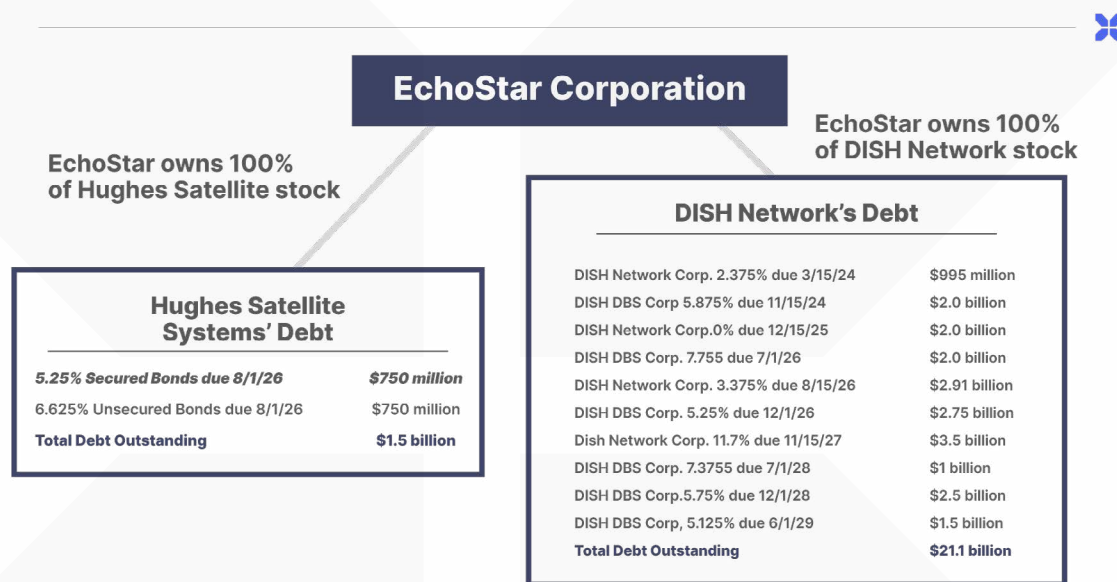 EchoStar Corporation
EchoStar owns 100%
of Hughes Satellite stock
EchoStar owns 100%
of DISH Network stock
Hughes Satellite
Systems’ Debt
5.25% Secured Bonds due 8/1/26 $750 million
6.625% Unsecured Bonds due 8/1/26 $750 million
Total Debt Outstanding $1.5 billion
DISH Network’s Debt
DISH Network Corp. 2.375% due 3/15/24 $995 million
DISH DBS Corp 5.875% due 11/15/24 $2.0 billion
DISH Network Corp.0% due 12/15/25 $2.0 billion
DISH DBS Corp. 7.755 due 7/1/26 $2.0 billion
DISH Network Corp. 3.375% due 8/15/26 $2.91 billion
DISH DBS Corp. 5.25% due 12/1/26 $2.75 billion
Dish Network Corp. 11.7% due 11/15/27 $3.5 billion
DISH DBS Corp. 7.3755 due 7/1/28 $1 billion
DISH DBS Corp.5.75% due 12/1/28 $2.5 billion
DISH DBS Corp, 5.125% due 6/1/29 $1.5 billion
Total Debt Outstanding $21.1 billion